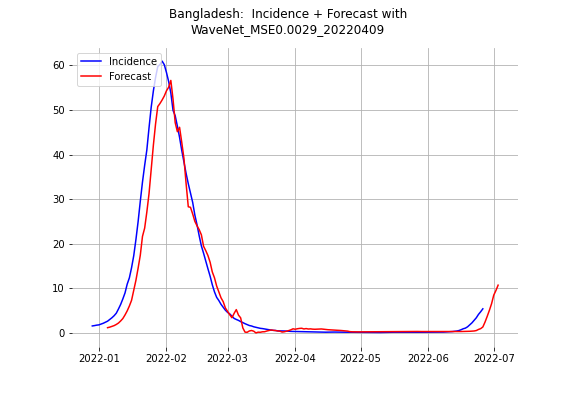 Bangladesh:  Incidence + Forecast with
WaveNet_MSE0.0029_20220409
Incidence
Forecast
60
50
40
30
20
10
0
2022-01 2022-02 2022-03 2022-04 2022-05 2022-06 2022-07